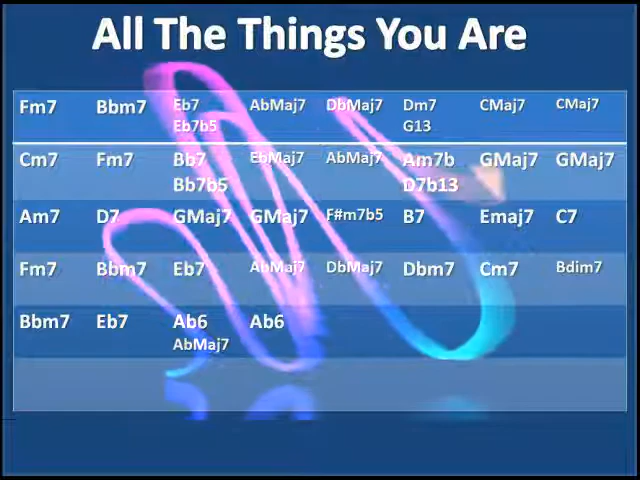 All The Things You Are
Fm7 Bbm7 Eb7 AbMaj7 DbMaj7 Dm7 CMaj7 CMaj7
Eb7b5 G13
Cm7 Fm7 Bb7 EbMaj7 AbMaj7 Am7b GMaj7 GMaj7
Bb7b5 D7b13
Am7 D7 GMaj7 GMaj7 F#m7b5 B7 Emaj7 C7
Fm7 Bbm7 Eb7 AbMaj7 DbMaj7 Dbm7 Cm7 Bdim7
Bbm7 Eb7 Ab6 Ab6
AbMaj7